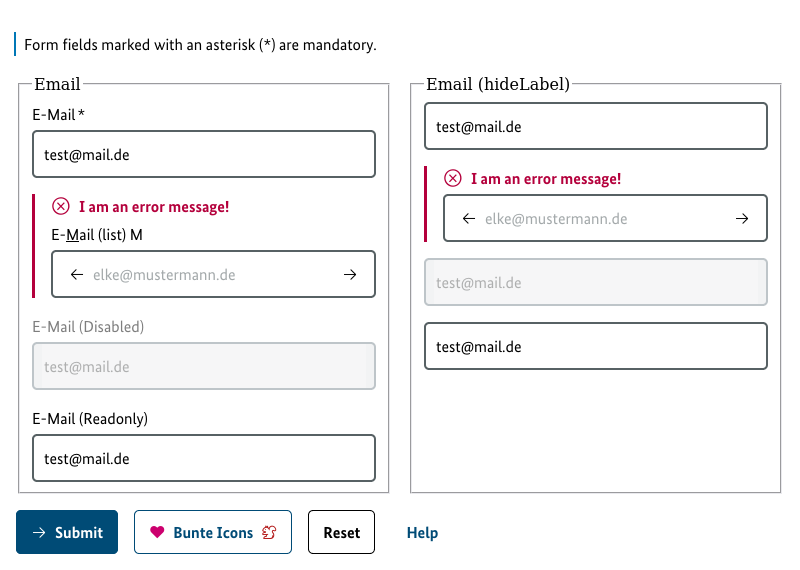 Form fields marked with an asterisk (*) are mandatory.
Email
E-Mail *
test@mail.de
I am an error message!
E-Mail (list) M
elke@mustermann.de
E-Mail (Disabled)
test@mail.de
E-Mail (Readonly)
test@mail.de
Email (hideLabel)
test@mail.de
I am an error message!
elke@mustermann.de
test@mail.de
test@mail.de
Submit
Bunte Icons
Reset
Help